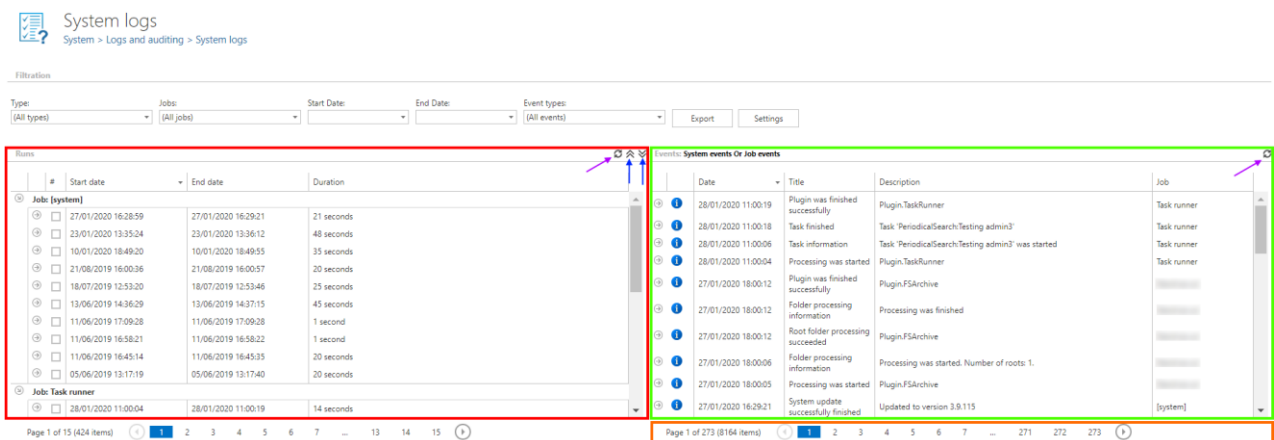 System logs
System > Logs and auditing > System logs
Filtration
Type: Jobs: Start Date: End Date: Event types:
(All types) (All jobs) (All events) Export Settings
Runs
# Start date End date Duration
Job: [system]
27/01/2020 16:28:59 27/01/2020 16:29:21 21 seconds
23/01/2020 13:35:24 23/01/2020 13:36:12 48 seconds
10/01/2020 18:49:20 10/01/2020 18:49:55 35 seconds
21/08/2019 16:00:36 21/08/2019 16:00:57 20 seconds
18/07/2019 12:53:20 18/07/2019 12:53:46 25 seconds
13/06/2019 14:36:29 13/06/2019 14:37:15 45 seconds
11/06/2019 17:09:28 11/06/2019 17:09:28 1 second
11/06/2019 16:58:21 11/06/2019 16:58:22 1 second
11/06/2019 16:45:14 11/06/2019 16:45:35 20 seconds
05/06/2019 13:17:19 05/06/2019 13:17:40 20 seconds
Job: Task runner
28/01/2020 11:00:04 28/01/2020 11:00:19 14 seconds
Page 1 of 15 (424 items) 1 2 3 4 5 6 7 ... 13 14 15
Events: System events Or Job events
Date Title Description Job
28/01/2020 11:00:19 Plugin was finished successfully Plugin.TaskRunner Task runner
28/01/2020 11:00:18 Task finished Task 'PeriodicalSearch:Testing admin3' Task runner
28/01/2020 11:00:06 Task information Task 'PeriodicalSearch:Testing admin3' was started Task runner
28/01/2020 11:00:04 Processing was started Plugin.TaskRunner Task runner
27/01/2020 18:00:12 Plugin was finished successfully Plugin.FSArchive
27/01/2020 18:00:12 Folder processing information Processing was finished
27/01/2020 18:00:12 Root folder processing succeeded Plugin.FSArchive
27/01/2020 18:00:06 Folder processing information Processing was started. Number of roots: 1.
27/01/2020 18:00:05 Processing was started Plugin.FSArchive
27/01/2020 16:29:21 System update successfully finished Updated to version 3.9.115 [system]
Page 1 of 273 (8164 items) 1 2 3 4 5 6 7 ... 271 272 273